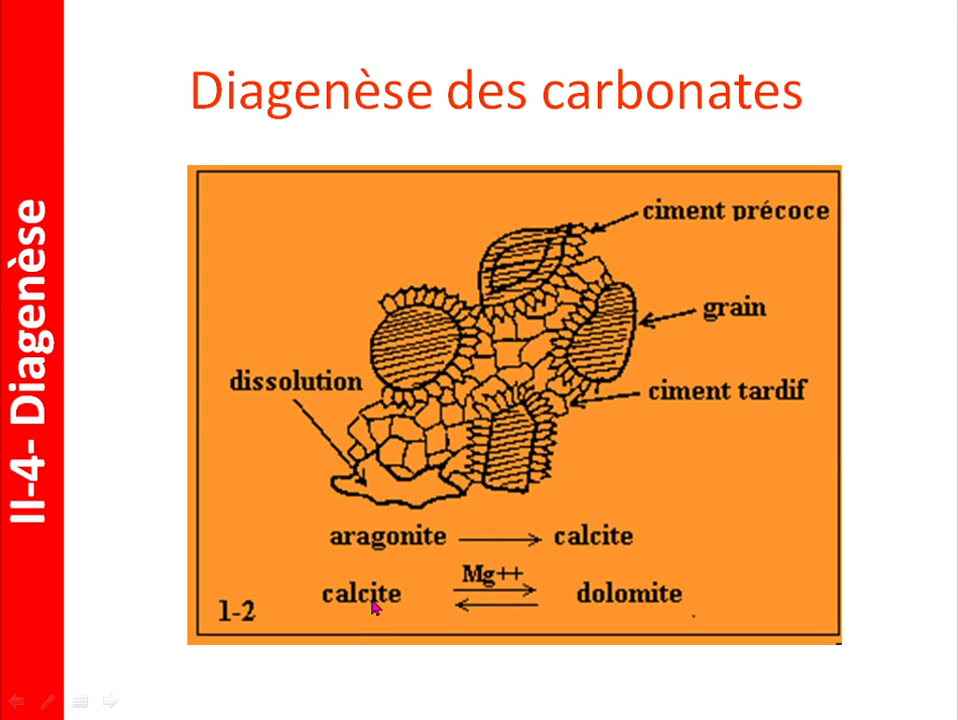 Diagenèse des carbonates
II-4- Diagenèse
ciment précoce
grain
dissolution
ciment tardif
aragonite → calcite
Mg++
calcite ⇄ dolomite
1-2